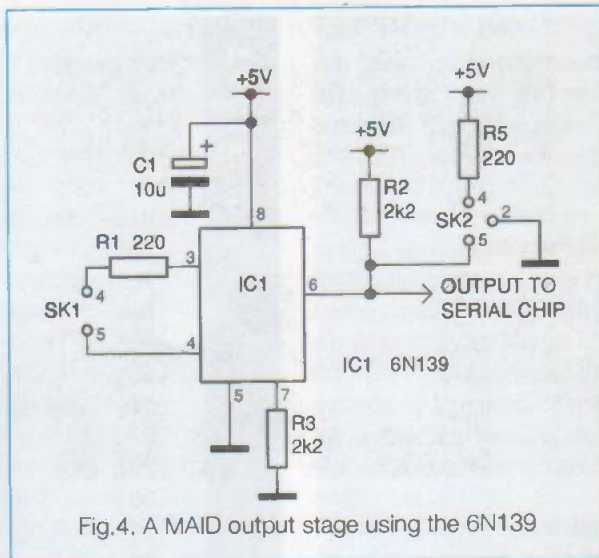 +5V
+5V
+5V
C1
10u
+
R2
2k2
R5
220
4
SK2
2
5
8
R1 220
3
4
SK1
5
IC1
6
4
OUTPUT TO
SERIAL CHIP
5
7
R3
2k2
IC1 6N139
Fig.4. A MAID output stage using the 6N139